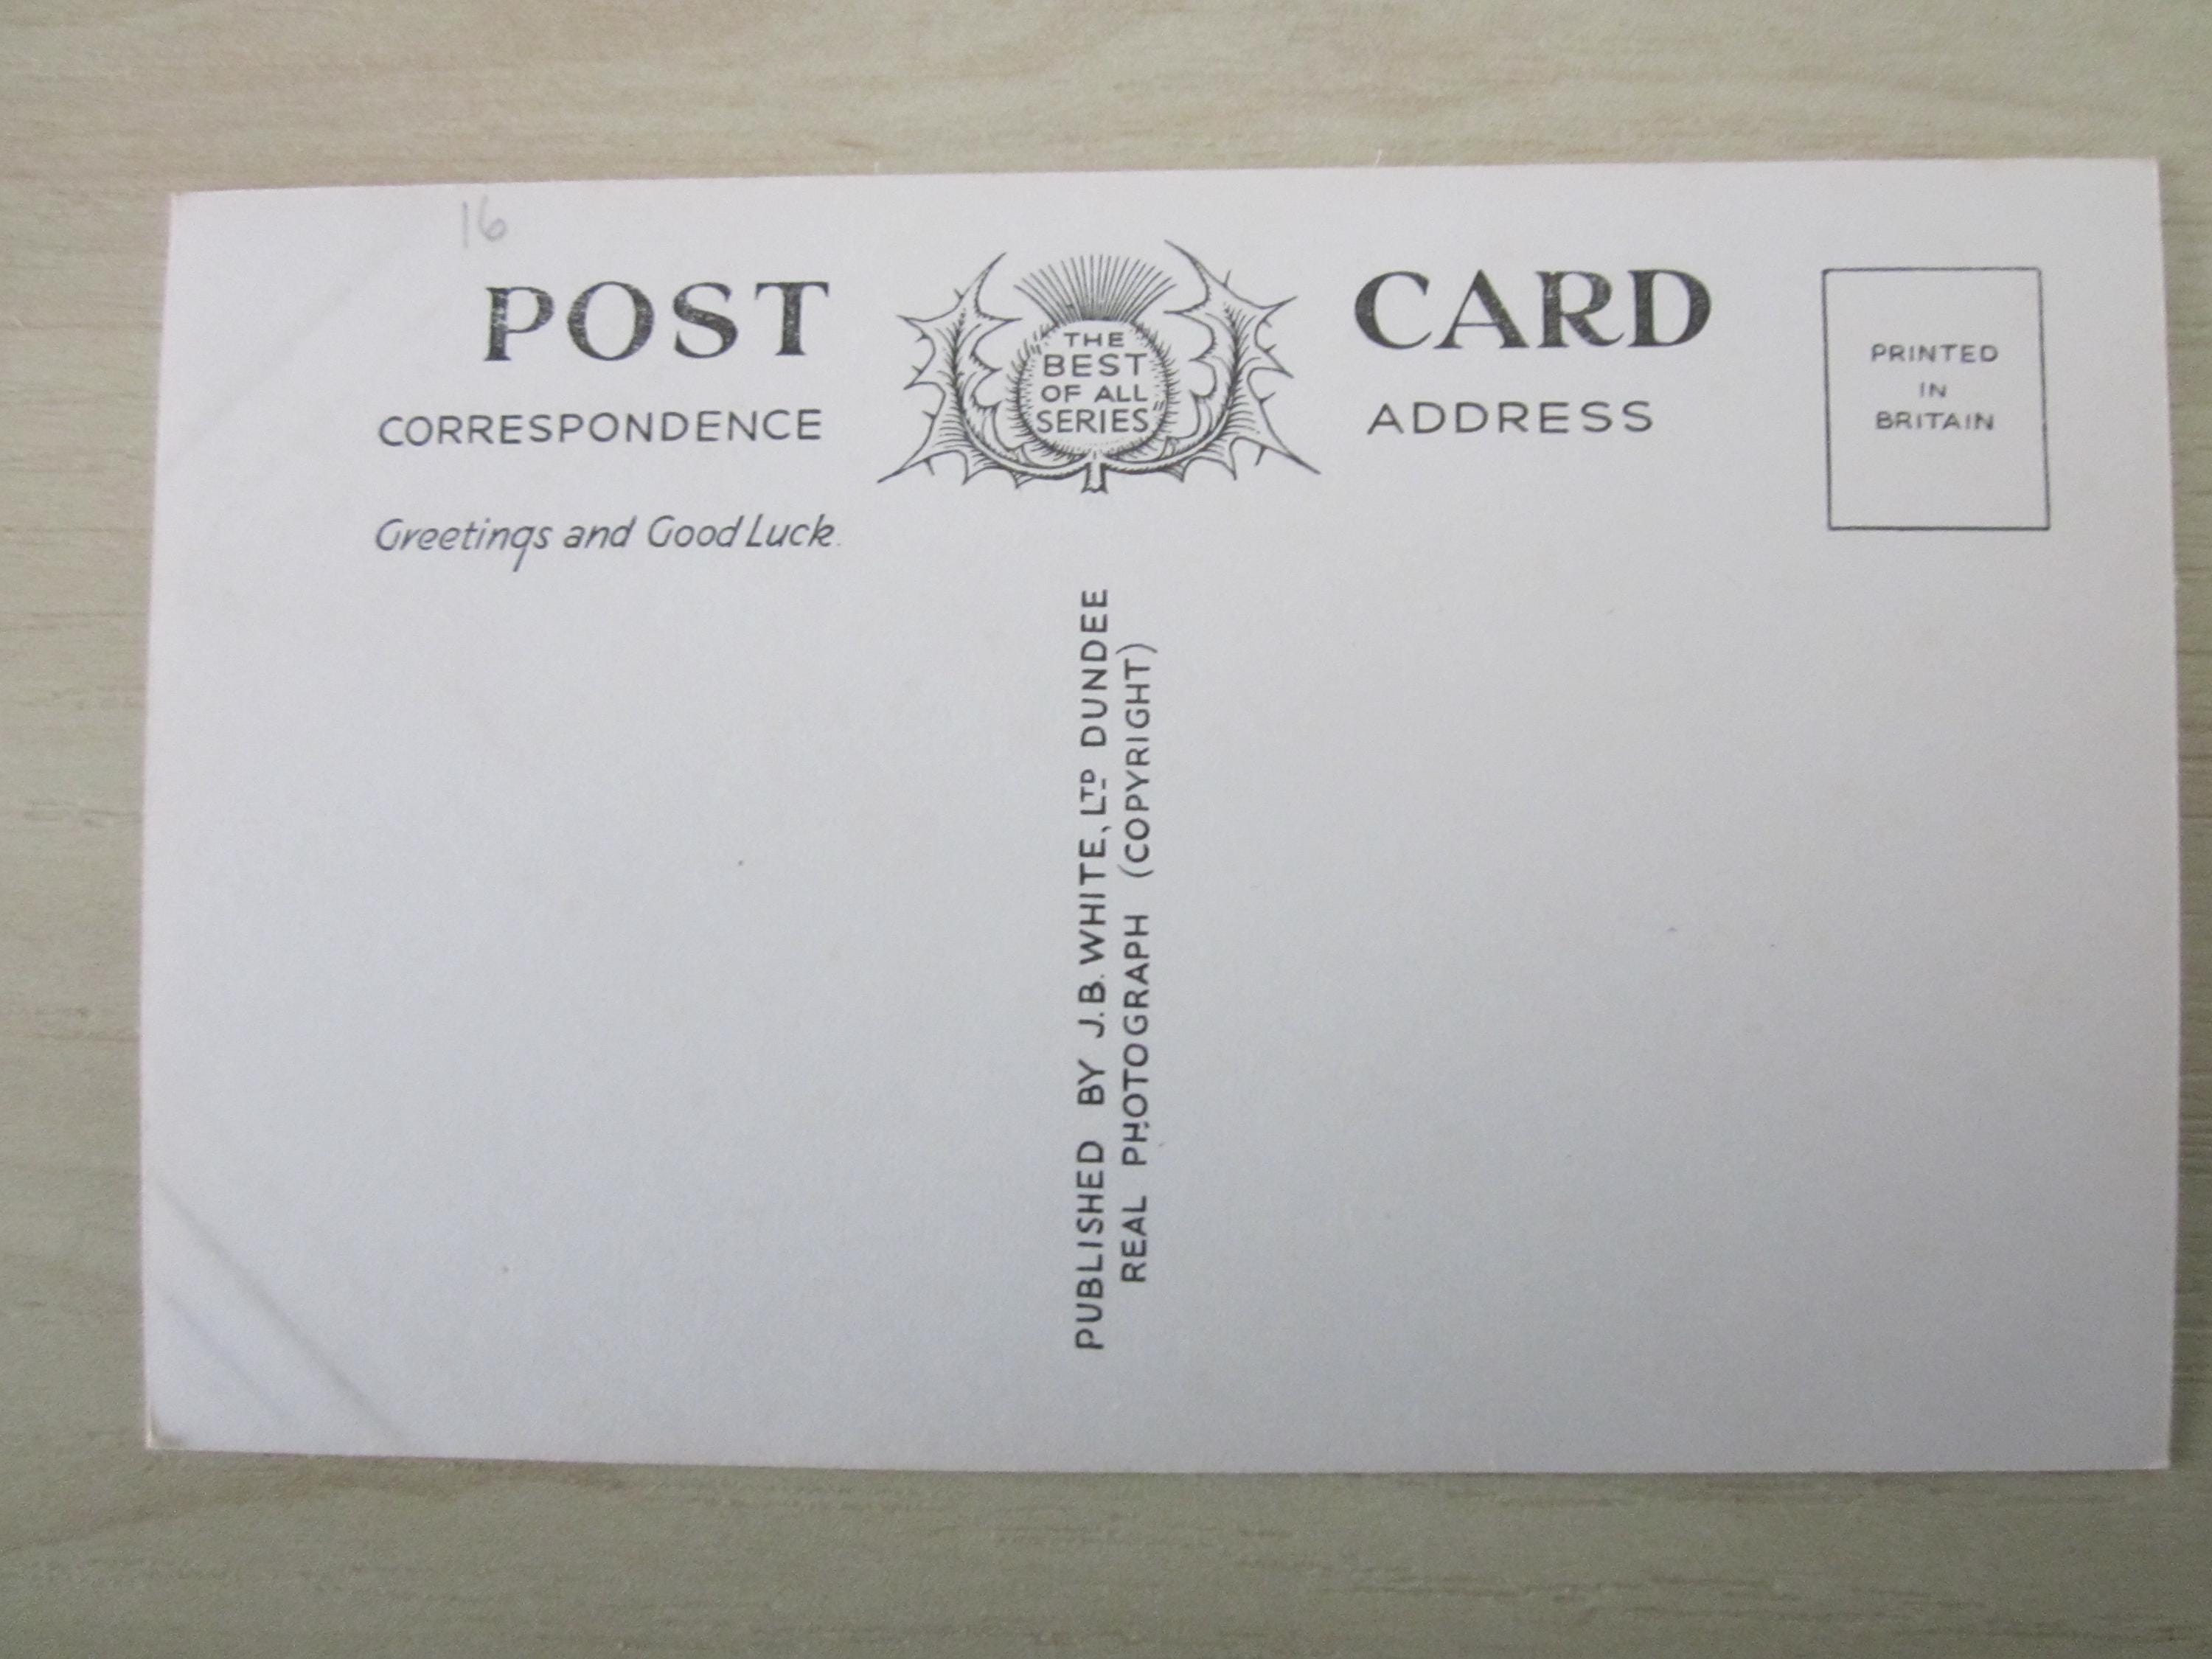 16
POST CARD
"THE
BEST
OF ALL
SERIES"
CORRESPONDENCE
ADDRESS
PRINTED
IN
BRITAIN
Greetings and Good Luck.
PUBLISHED BY J.B. WHITE, LTD DUNDEE
REAL PHOTOGRAPH (COPYRIGHT)